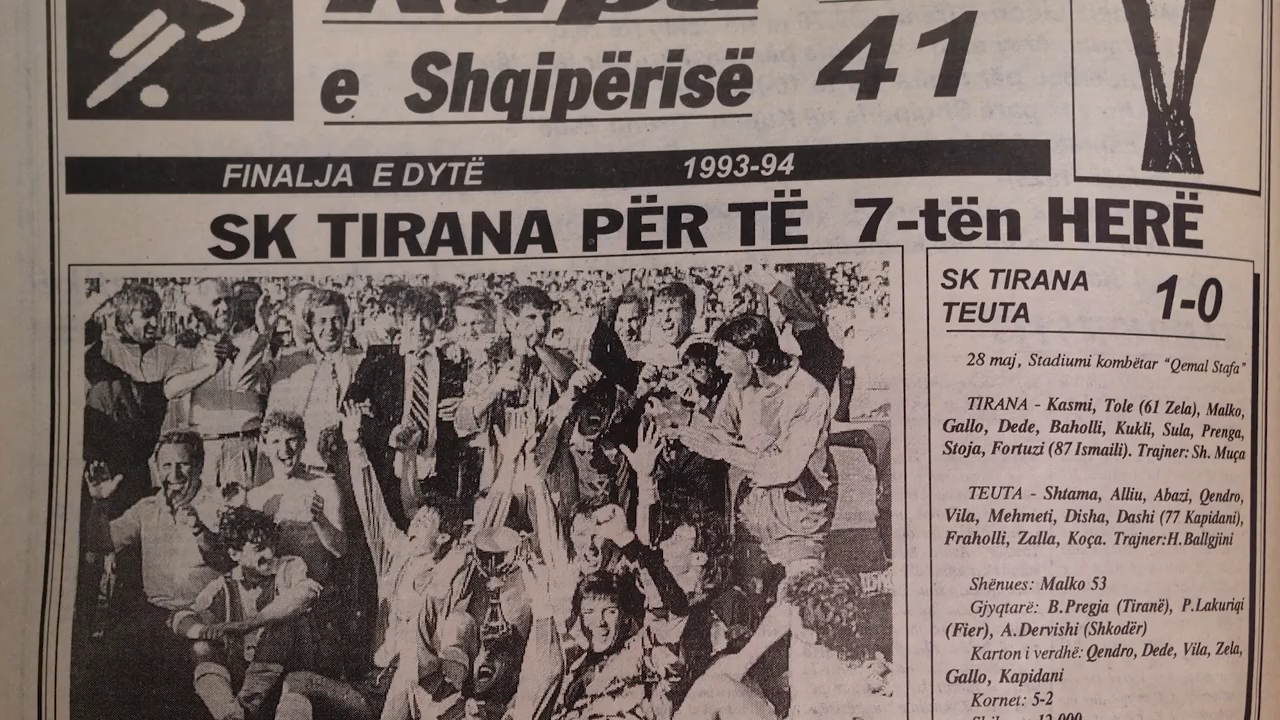 Kupa
e Shqipërisë 41
FINALJA E DYTË 1993-94
SK TIRANA PËR TË 7-tën HERË
SK TIRANA
TEUTA 1-0
28 maj, Stadiumi kombëtar "Qemal Stafa"
TIRANA - Kasmi, Tole (61 Zela), Malko,
Gallo, Dede, Baholli, Kukli, Sula, Prenga,
Stoja, Fortuzi (87 Ismaili). Trajner: Sh. Muça
TEUTA - Shtama, Alliu, Abazi, Qendro,
Vila, Mehmeti, Disha, Dashi (77 Kapidani),
Fraholli, Zalla, Koça. Trajner:H.Ballgjini
Shënues: Malko 53
Gjyqtarë: B.Pregja (Tiranë), P.Lakuriqi
(Fier), A.Dervishi (Shkodër)
Karton i verdhë: Qendro, Dede, Vila, Zela,
Gallo, Kapidani
Kornet: 5-2
12.000